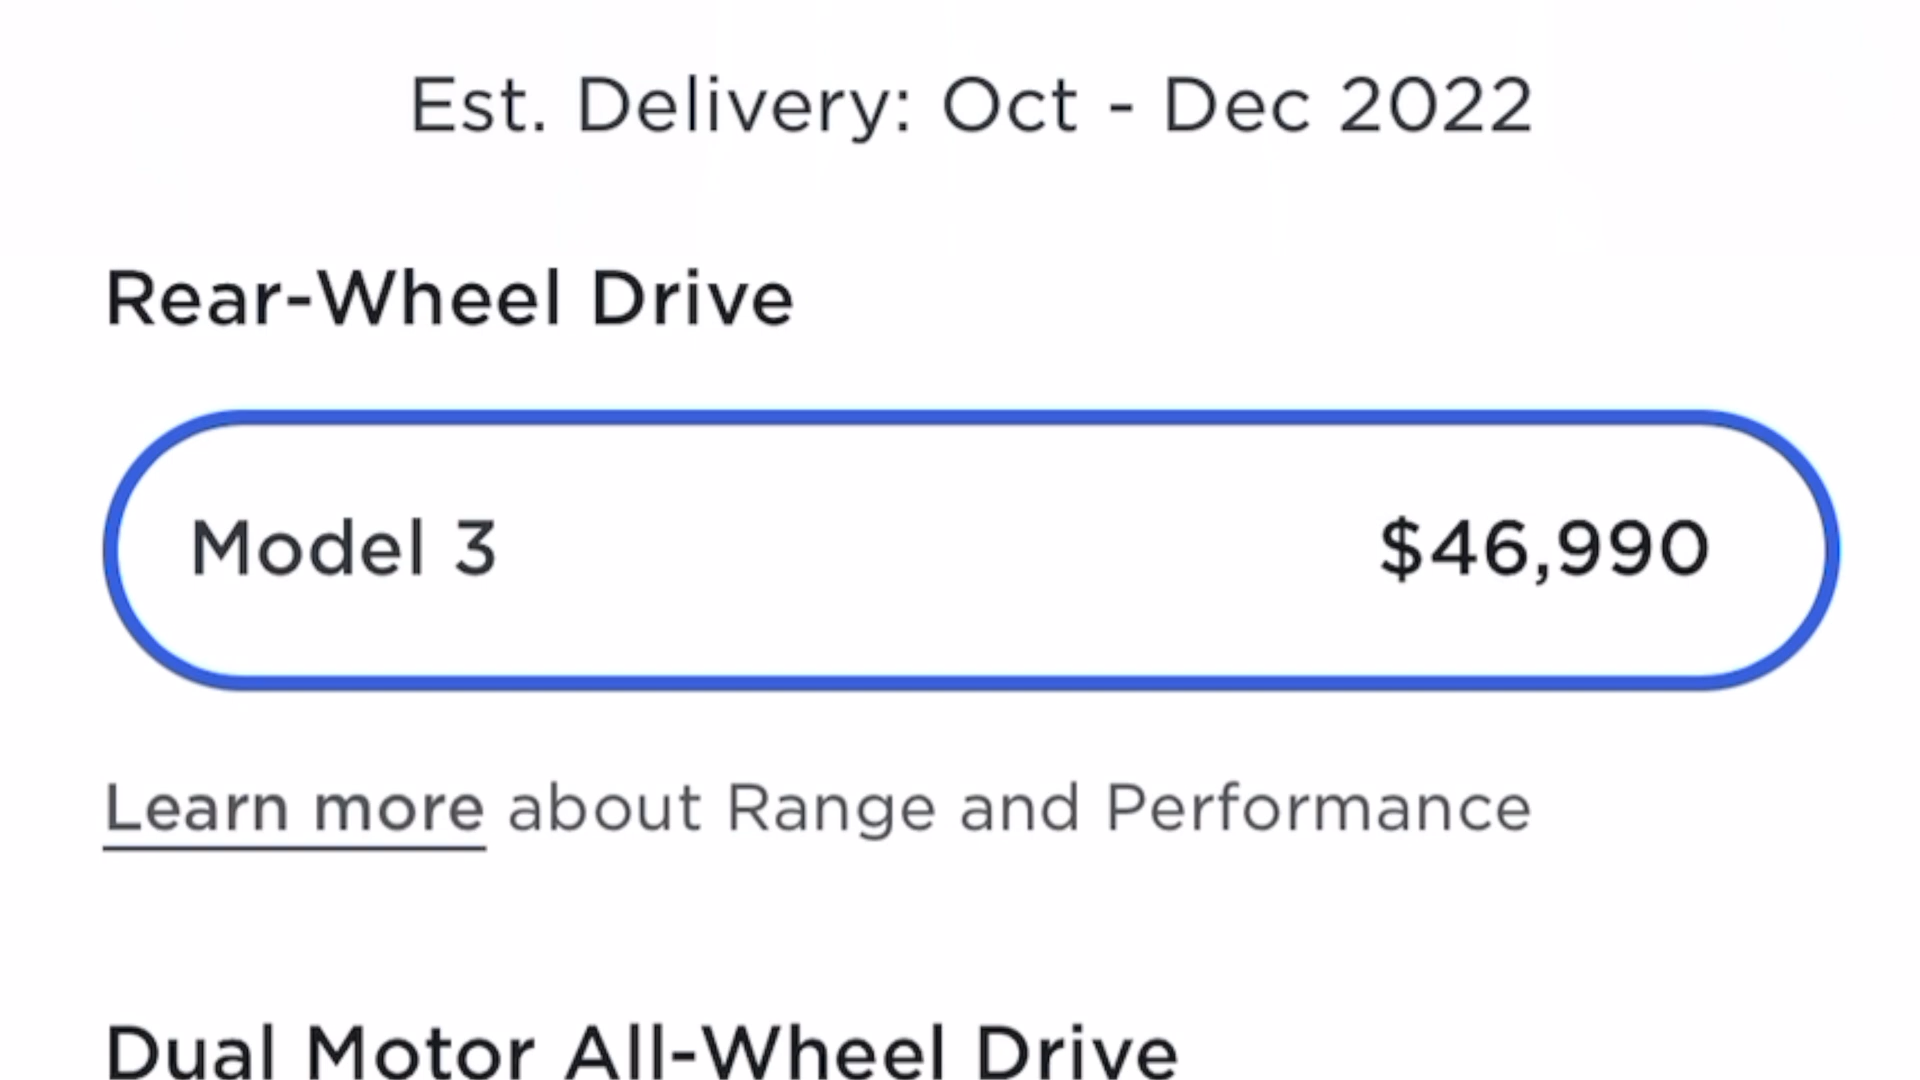 Est. Delivery: Oct - Dec 2022
Rear-Wheel Drive
Model 3 $46,990
Learn more about Range and Performance
Dual Motor All-Wheel Drive